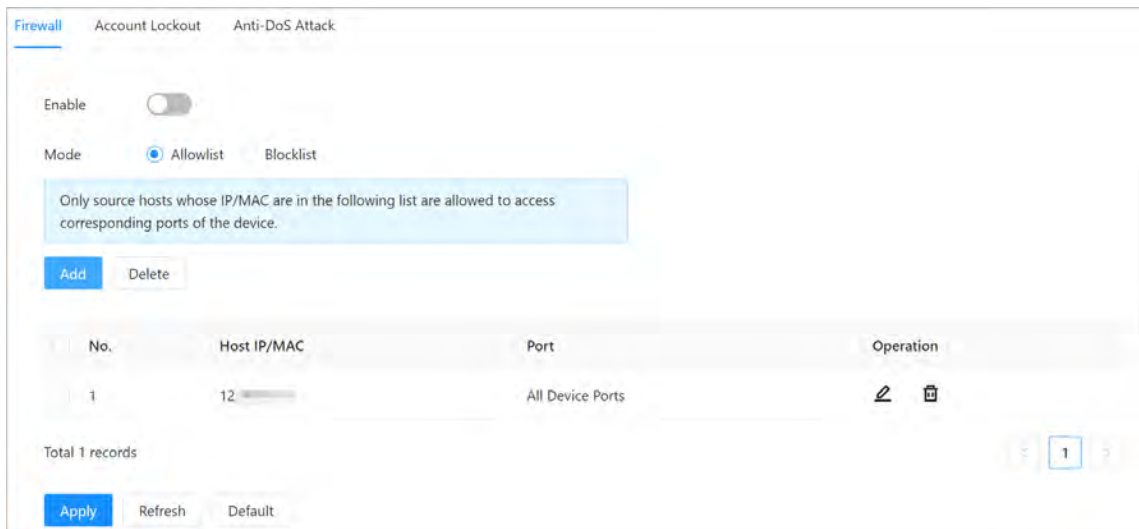 Firewall Account Lockout Anti-DoS Attack
Enable
Mode Allowlist Blocklist
Only source hosts whose IP/MAC are in the following list are allowed to access
corresponding ports of the device.
Add Delete
No. Host IP/MAC Port Operation
1 12 All Device Ports
Total 1 records
1
Apply Refresh Default